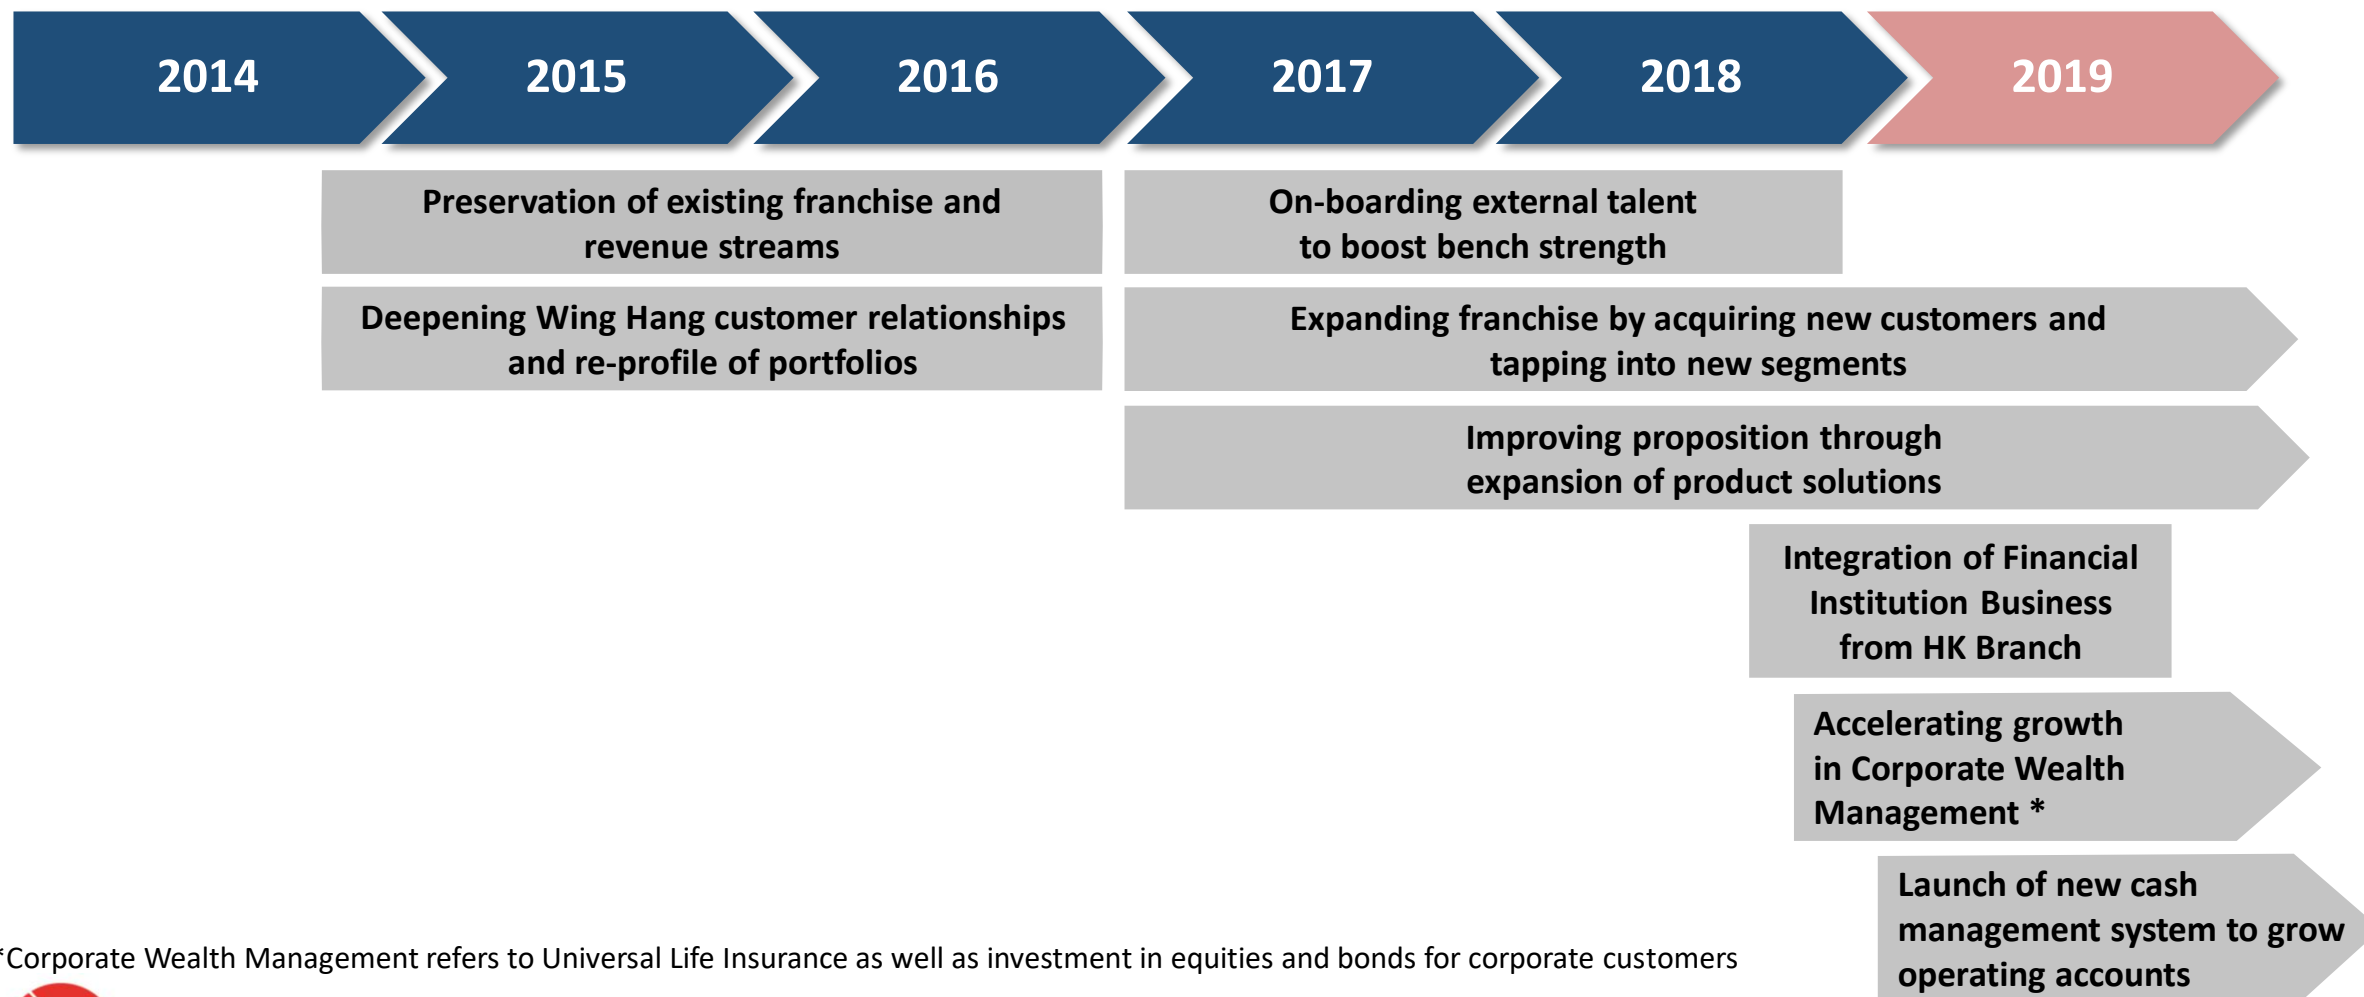 2014
2015
2016
2017
2018
2019
Preservation of existing franchise and
revenue streams
On-boarding external talent
to boost bench strength
Deepening Wing Hang customer relationships
and re-profile of portfolios
Expanding franchise by acquiring new customers and
tapping into new segments
Improving proposition through
expansion of product solutions
Integration of Financial
Institution Business
from HK Branch
Accelerating growth
in Corporate Wealth
Management *
Launch of new cash
management system to grow
operating accounts
*Corporate Wealth Management refers to Universal Life Insurance as well as investment in equities and bonds for corporate customers